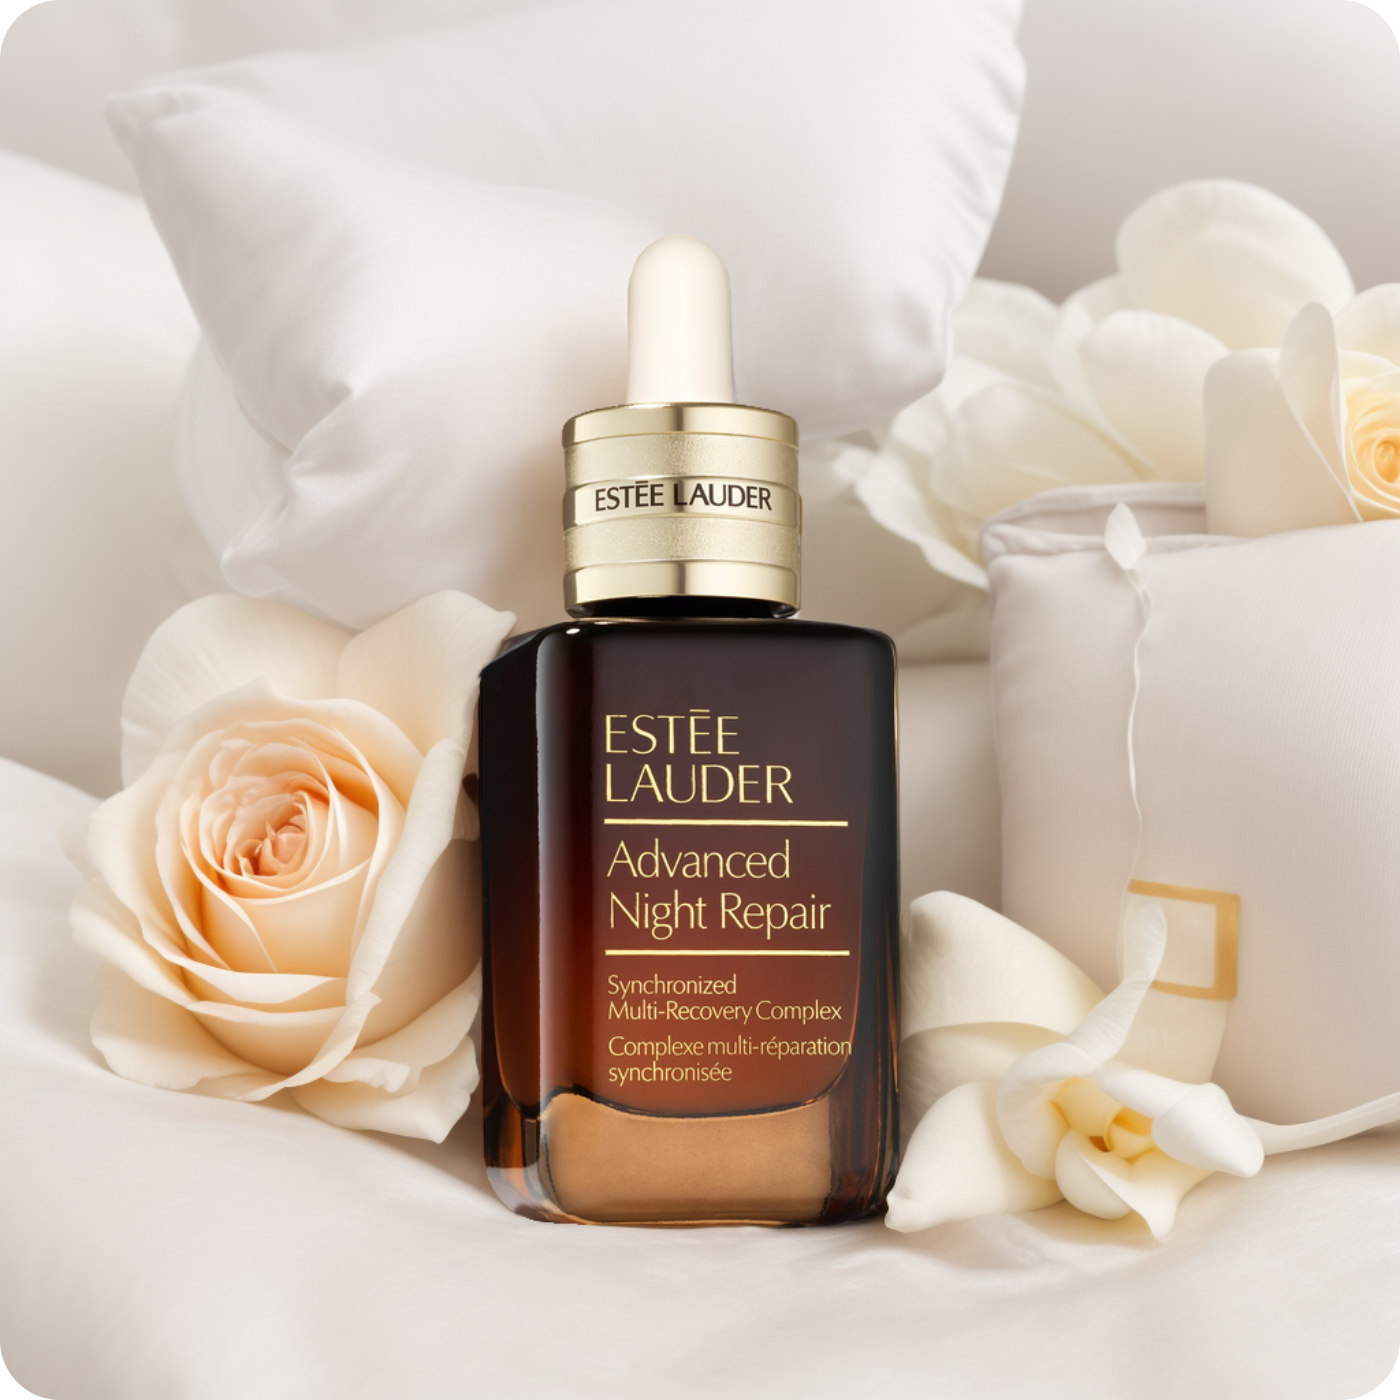 ESTĒE LAUDER
ESTĒE
LAUDER
Advanced
Night Repair
Synchronized
Multi-Recovery Complex
Complexe multi-réparation
synchronisée